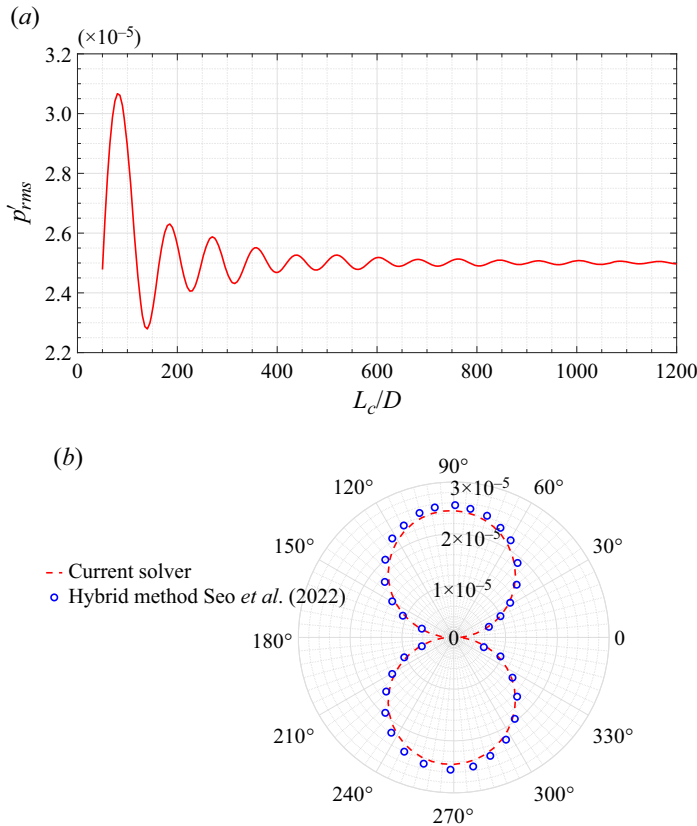 (a)
(×10⁻⁵)
3.2
3.0
2.8
2.6
2.4
2.2
p′rms
0 200 400 600 800 1000 1200
Lc/D
(b)
90°
120° 3×10⁻⁵ 60°
2×10⁻⁵
150° 30°
1×10⁻⁵
Current solver
Hybrid method Seo et al. (2022)
180° 0 0
210° 330°
240° 300°
270°